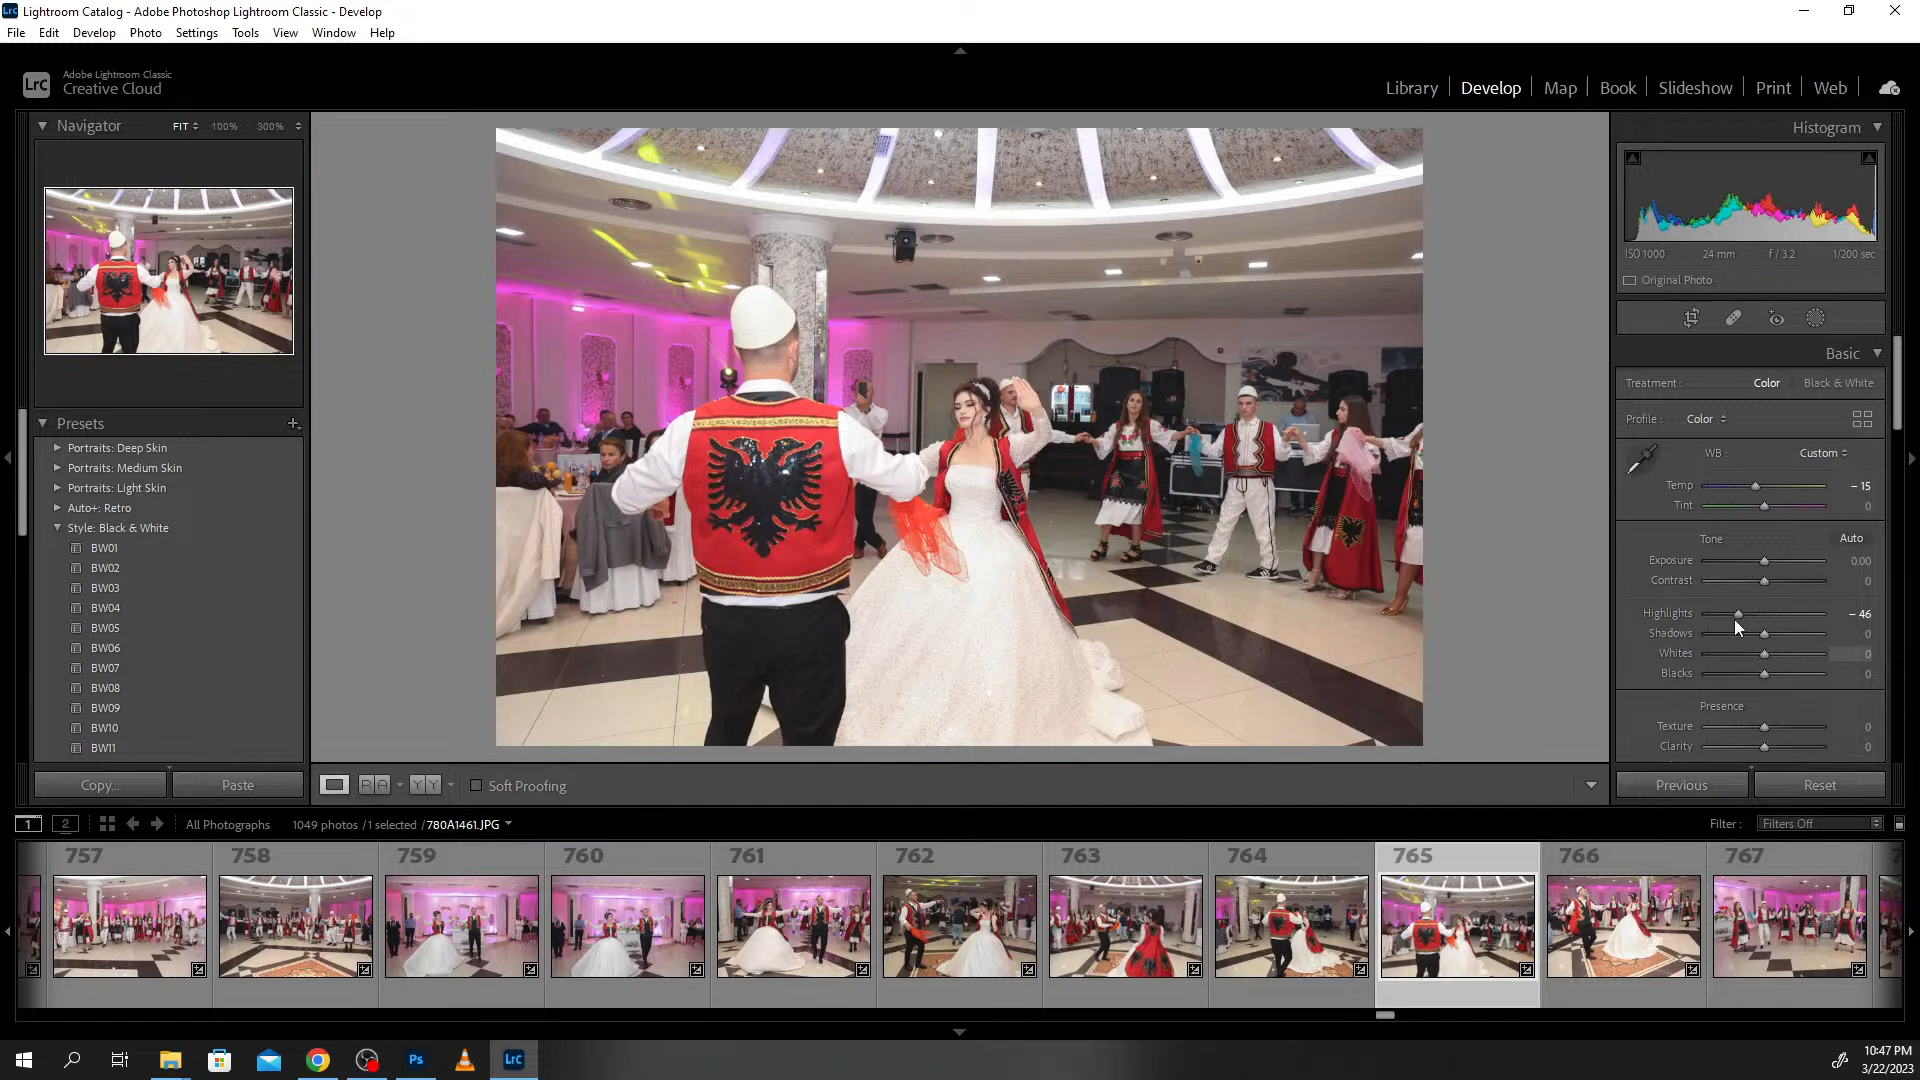 Lightroom Catalog - Adobe Photoshop Lightroom Classic - Develop
File Edit Develop Photo Settings Tools View Window Help
LrC Adobe Lightroom Classic
Creative Cloud
Library Develop Map Book Slideshow Print Web
Navigator FIT 100% 300%
Histogram
ISO 1000 24 mm f / 3.2 1/200 sec
Original Photo
Basic
Treatment : Color Black & White
Profile : Color
WB : Custom
Temp – 15
Tint 0
Tone Auto
Exposure 0.00
Contrast 0
Highlights – 46
Shadows 0
Whites 0
Blacks 0
Presence
Texture 0
Clarity 0
Previous Reset
Presets
Portraits: Deep Skin
Portraits: Medium Skin
Portraits: Light Skin
Auto+: Retro
Style: Black & White
BW01
BW02
BW03
BW04
BW05
BW06
BW07
BW08
BW09
BW10
BW11
Copy... Paste
R A Y Y Soft Proofing
1 2 All Photographs 1049 photos / 1 selected / 780A1461.JPG
Filter : Filters Off
757 758 759 760 761 762 763 764 765 766 767
Ps LrC
10:47 PM
3/22/2023